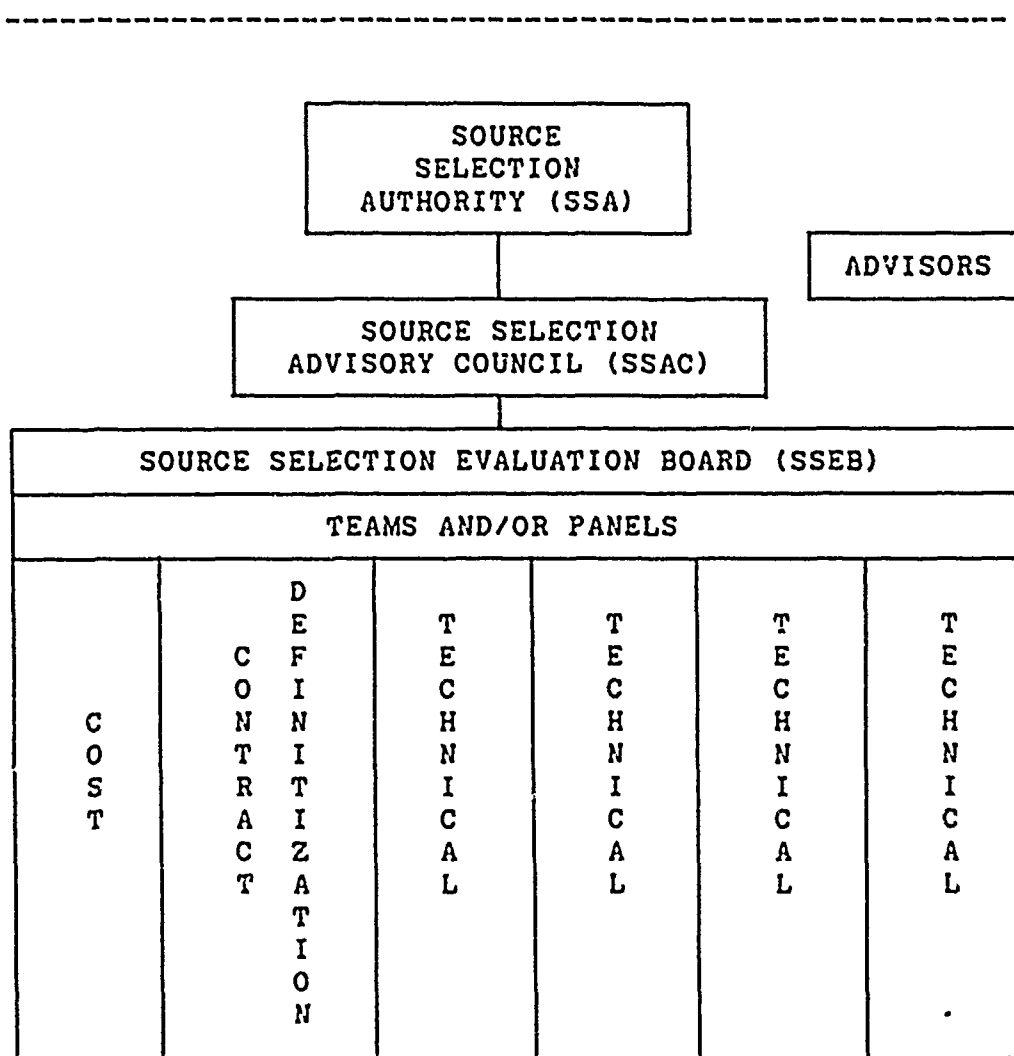 SOURCE
SELECTION
AUTHORITY (SSA)
ADVISORS
SOURCE SELECTION
ADVISORY COUNCIL (SSAC)
SOURCE SELECTION EVALUATION BOARD (SSEB)
TEAMS AND/OR PANELS
COST
CONTRACT
DEFINITIZATION
TECHNICAL
TECHNICAL
TECHNICAL
TECHNICAL